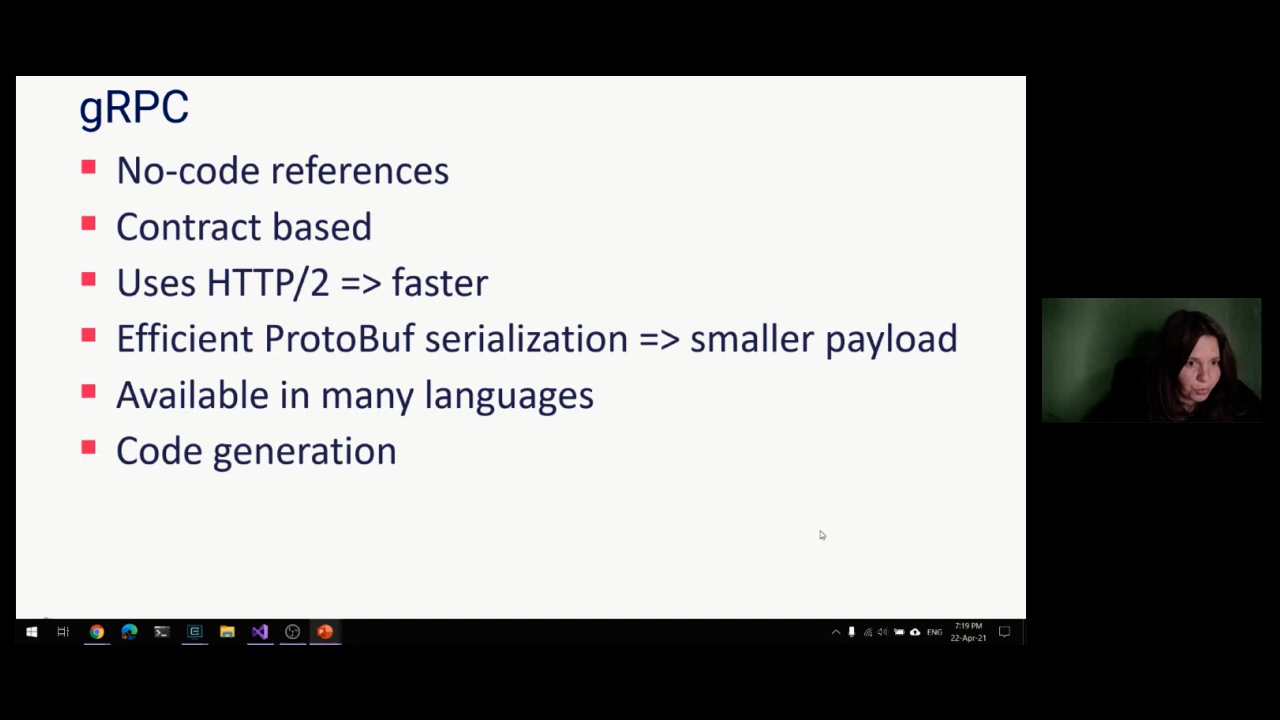 gRPC
No-code references
Contract based
Uses HTTP/2 => faster
Efficient ProtoBuf serialization => smaller payload
Available in many languages
Code generation
ENG
7:19 PM
22-Apr-21